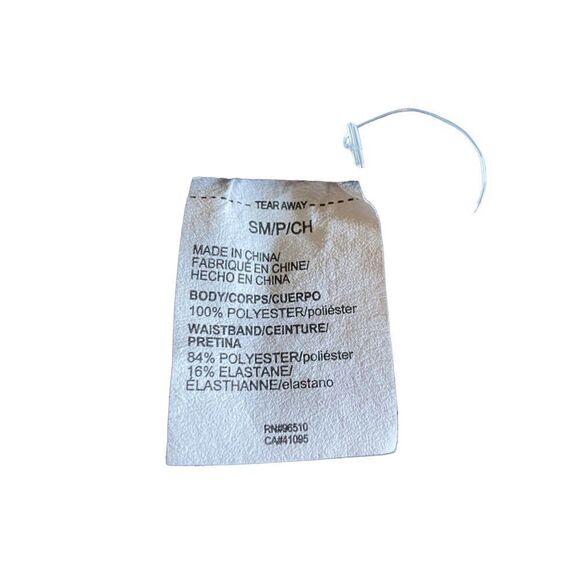 TEAR AWAY
SM/P/CH
MADE IN CHINA/
FABRIQUÉ EN CHINE/
HECHO EN CHINA
BODY/CORPS/CUERPO
100% POLYESTER/poliéster
WAISTBAND/CEINTURE/
PRETINA
84% POLYESTER/poliéster
16% ELASTANE/
ÉLASTHANNE/elastano
RN#96510
CA#41095